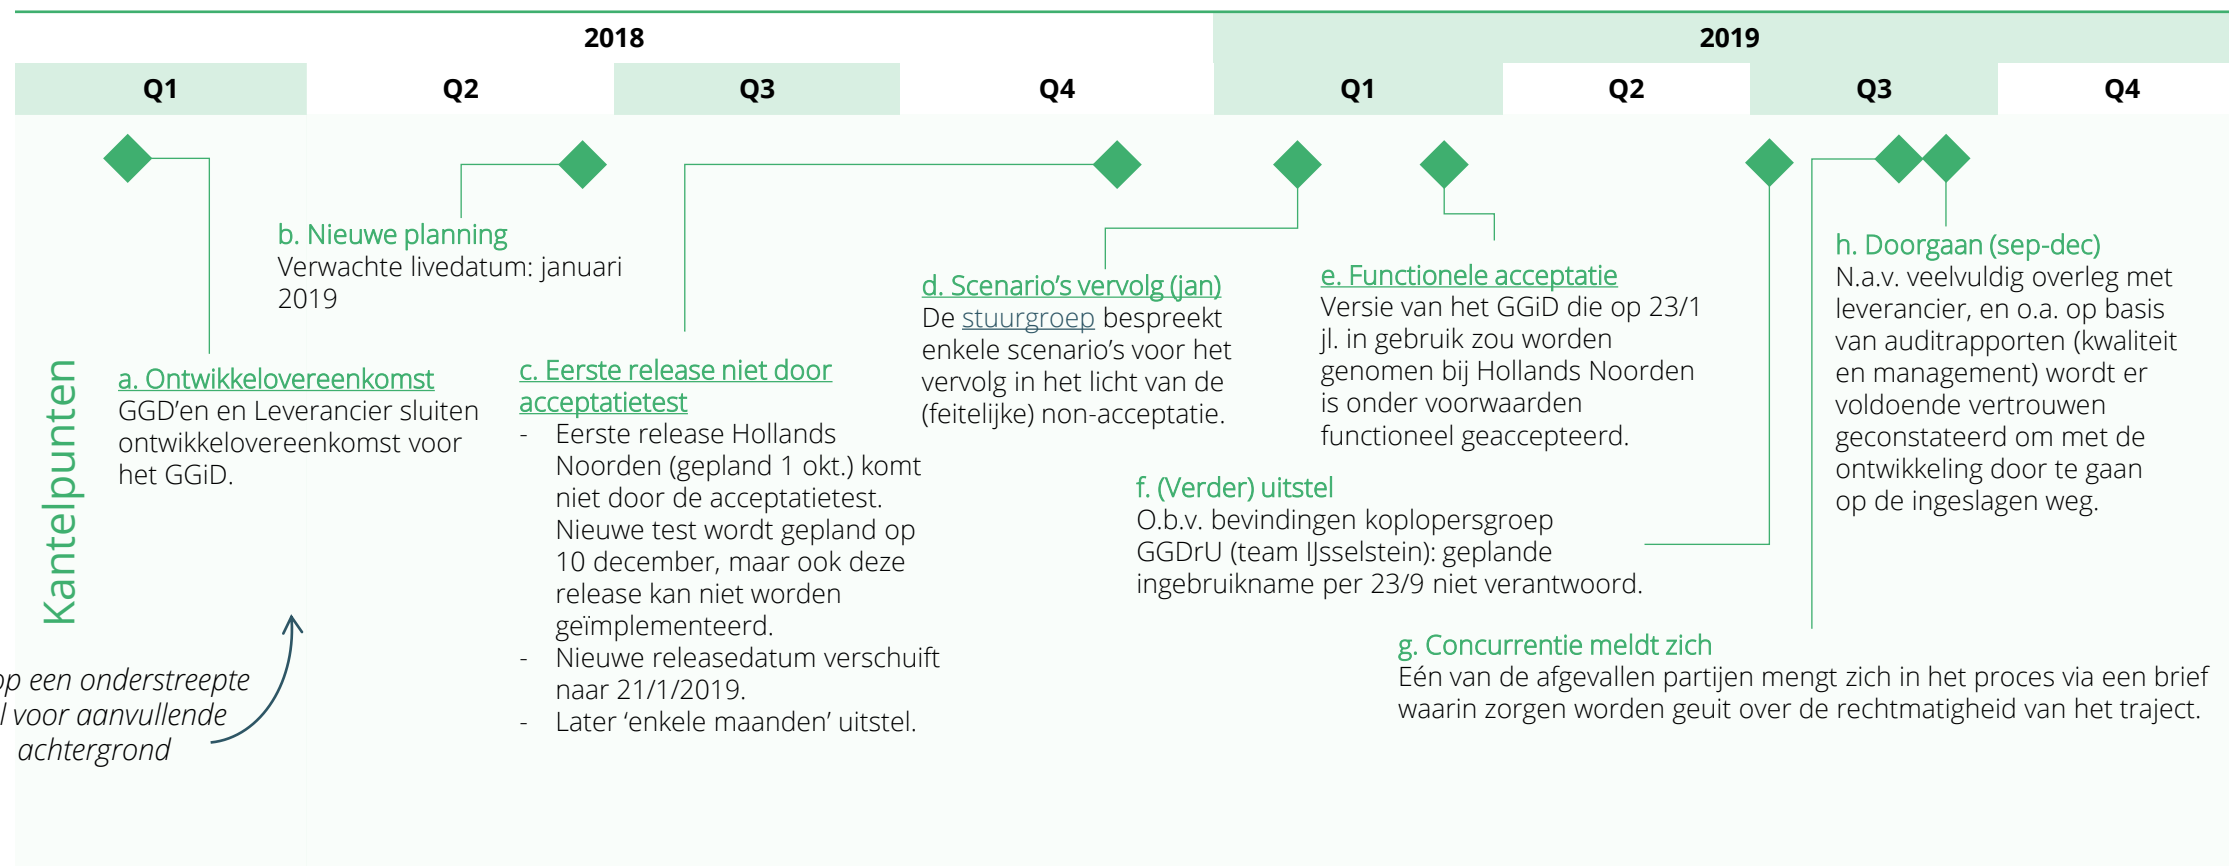 2018
2019
Q1
Q2
Q3
Q4
Q1
Q2
Q3
Q4
Kantelpunten
a. Ontwikkelovereenkomst
GGD’en en Leverancier sluiten
ontwikkelovereenkomst voor
het GGiD.
b. Nieuwe planning
Verwachte livedatum: januari
2019
c. Eerste release niet door
acceptatietest
- Eerste release Hollands
Noorden (gepland 1 okt.) komt
niet door de acceptatietest.
Nieuwe test wordt gepland op
10 december, maar ook deze
release kan niet worden
geïmplementeerd.
- Nieuwe releasedatum verschuift
naar 21/1/2019.
- Later ‘enkele maanden’ uitstel.
d. Scenario’s vervolg (jan)
De stuurgroep bespreekt
enkele scenario’s voor het
vervolg in het licht van de
(feitelijke) non-acceptatie.
e. Functionele acceptatie
Versie van het GGiD die op 23/1
jl. in gebruik zou worden
genomen bij Hollands Noorden
is onder voorwaarden
functioneel geaccepteerd.
f. (Verder) uitstel
O.b.v. bevindingen koplopersgroep
GGDrU (team IJsselstein): geplande
ingebruikname per 23/9 niet verantwoord.
g. Concurrentie meldt zich
Eén van de afgevallen partijen mengt zich in het proces via een brief
waarin zorgen worden geuit over de rechtmatigheid van het traject.
h. Doorgaan (sep-dec)
N.a.v. veelvuldig overleg met
leverancier, en o.a. op basis
van auditrapporten (kwaliteit
en management) wordt er
voldoende vertrouwen
geconstateerd om met de
ontwikkeling door te gaan
op de ingeslagen weg.
op een onderstreepte
l voor aanvullende
achtergrond